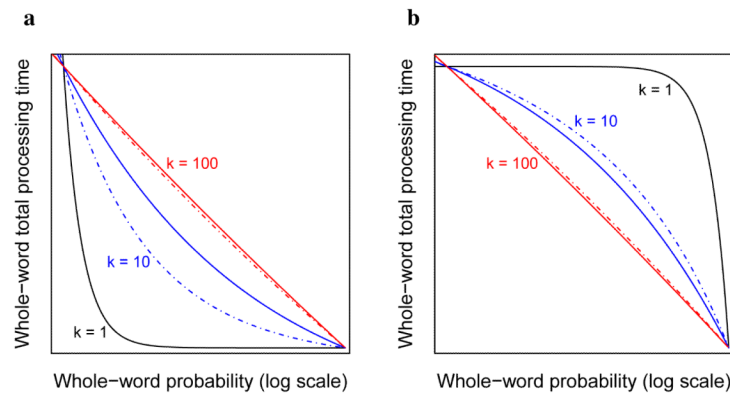 a
Whole−word total processing time
k = 100
k = 10
k = 1
Whole−word probability (log scale)
b
Whole−word total processing time
k = 1
k = 10
k = 100
Whole−word probability (log scale)